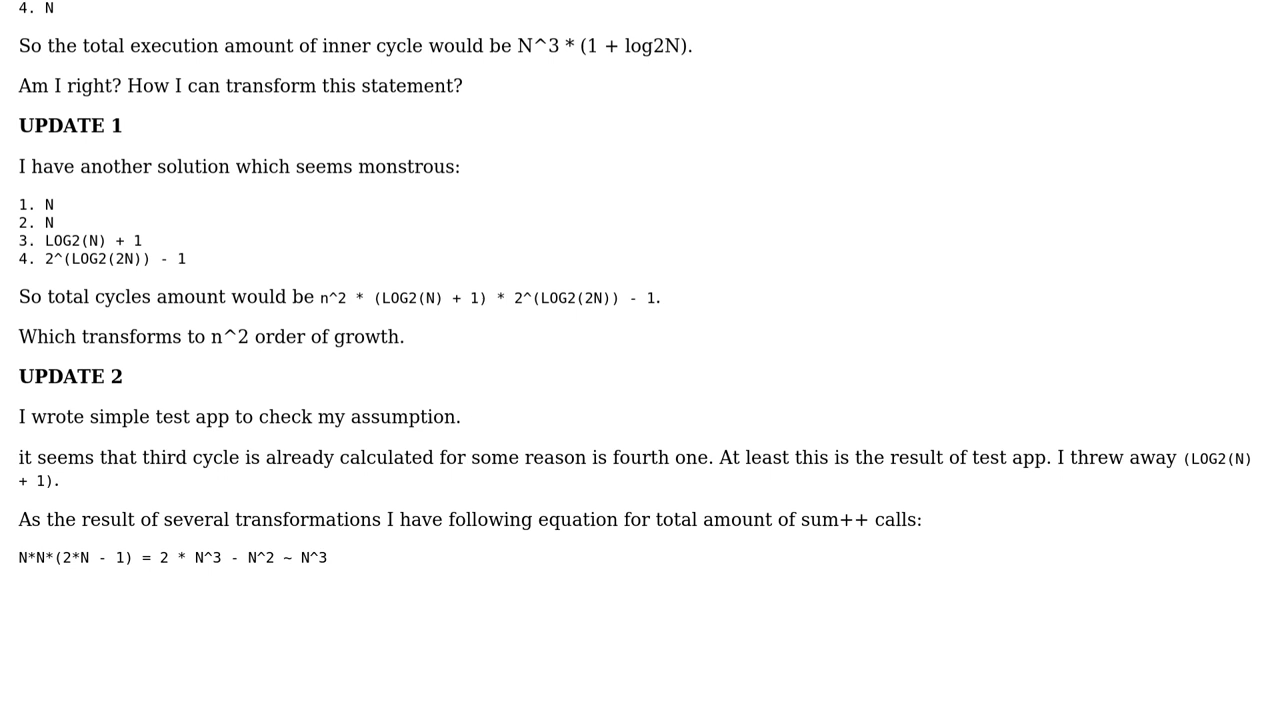 4. N
So the total execution amount of inner cycle would be N^3 * (1 + log2N).
Am I right? How I can transform this statement?
UPDATE 1
I have another solution which seems monstrous:
1. N
2. N
3. LOG2(N) + 1
4. 2^(LOG2(2N)) - 1
So total cycles amount would be n^2 * (LOG2(N) + 1) * 2^(LOG2(2N)) - 1.
Which transforms to n^2 order of growth.
UPDATE 2
I wrote simple test app to check my assumption.
it seems that third cycle is already calculated for some reason is fourth one. At least this is the result of test app. I threw away (LOG2(N)
+ 1).
As the result of several transformations I have following equation for total amount of sum++ calls:
N*N*(2*N - 1) = 2 * N^3 - N^2 ~ N^3